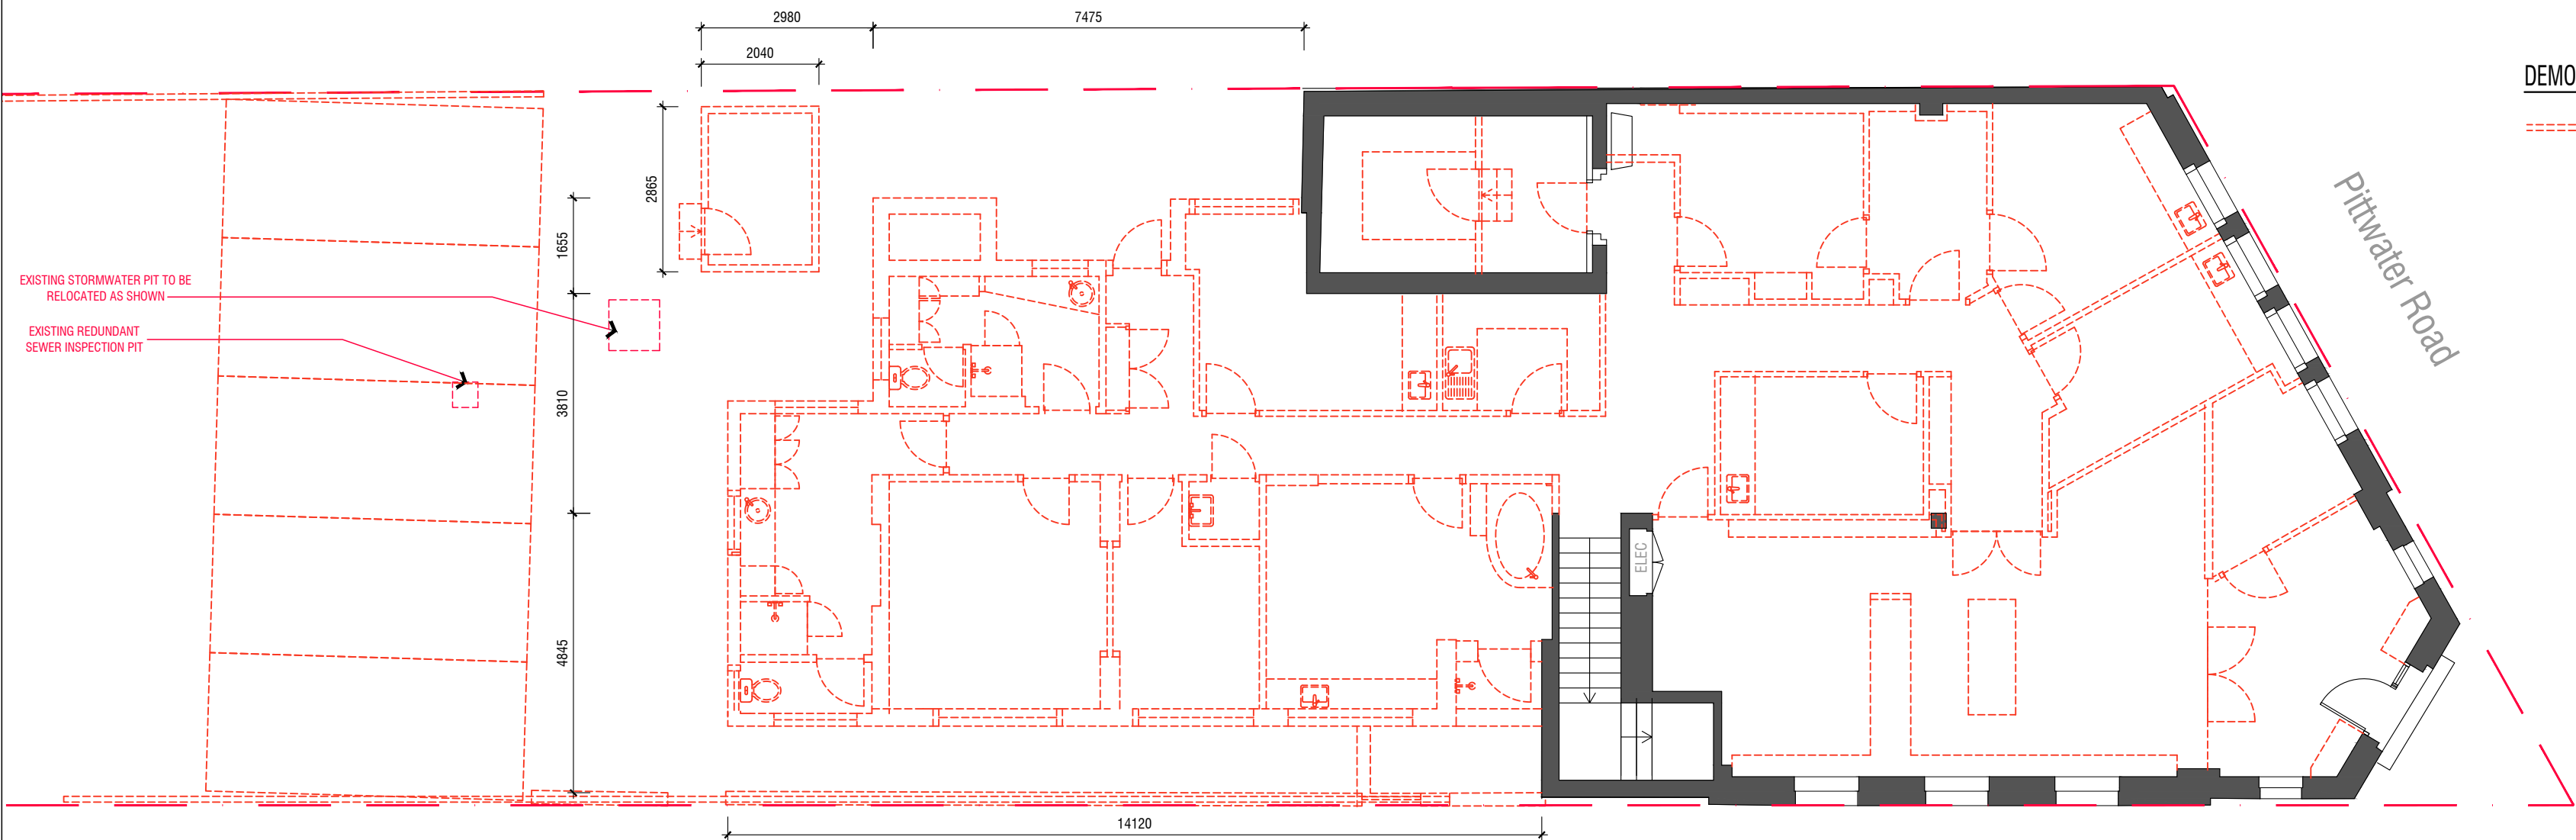 2980
7475
2040
DEMO
2865
Pittwater Road
1655
EXISTING STORMWATER PIT TO BE
RELOCATED AS SHOWN
EXISTING REDUNDANT
SEWER INSPECTION PIT
3810
ELEC
4845
14120